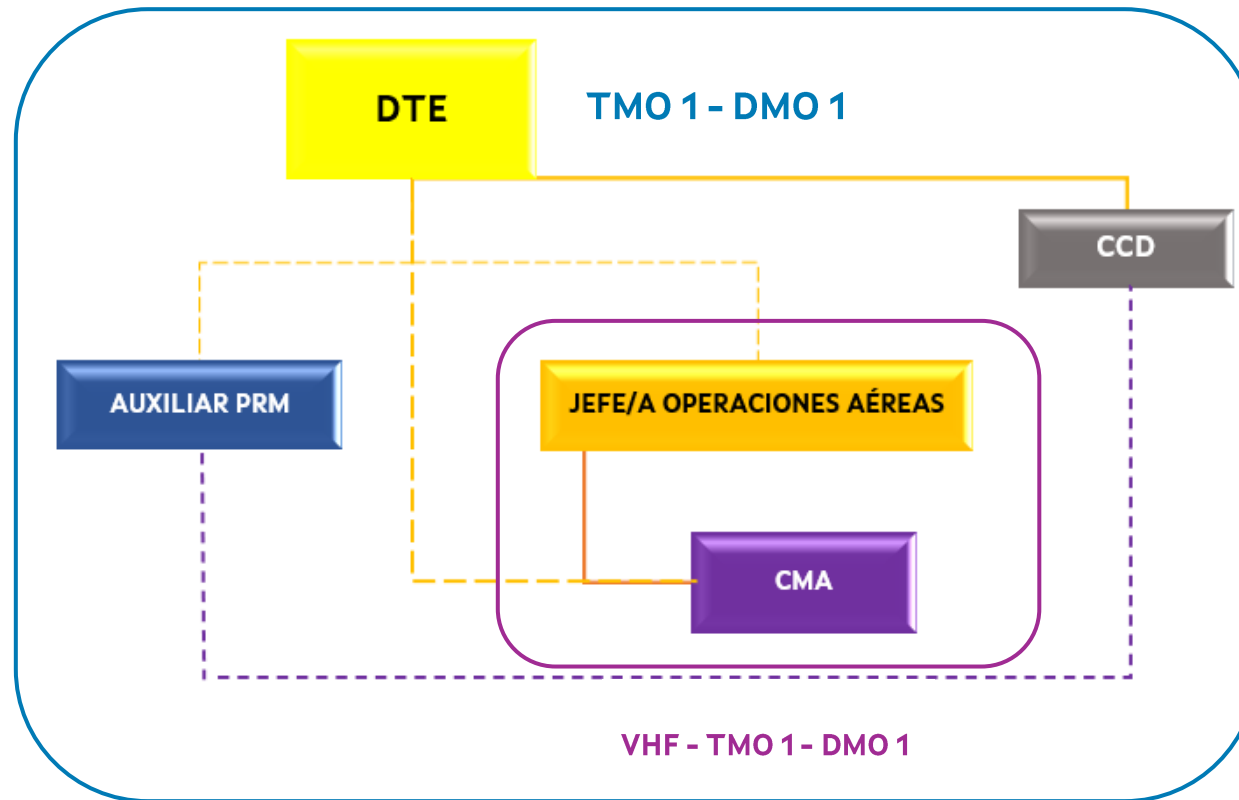 DTE
TMO 1 - DMO 1
CCD
AUXILIAR PRM
JEFE/A OPERACIONES AÉREAS
CMA
VHF - TMO 1 - DMO 1